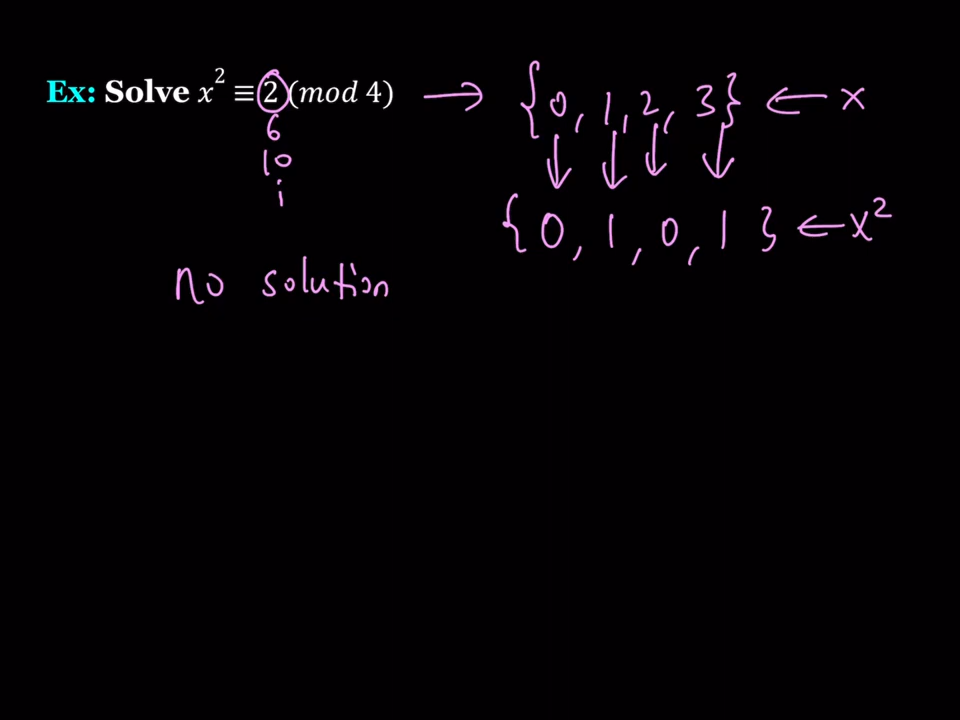 Ex: Solve x² ≡ 2 (mod 4) → {0, 1, 2, 3} ← x
6
10
⋮
↓ ↓ ↓ ↓
{0, 1, 0, 1} ← x²
no solution